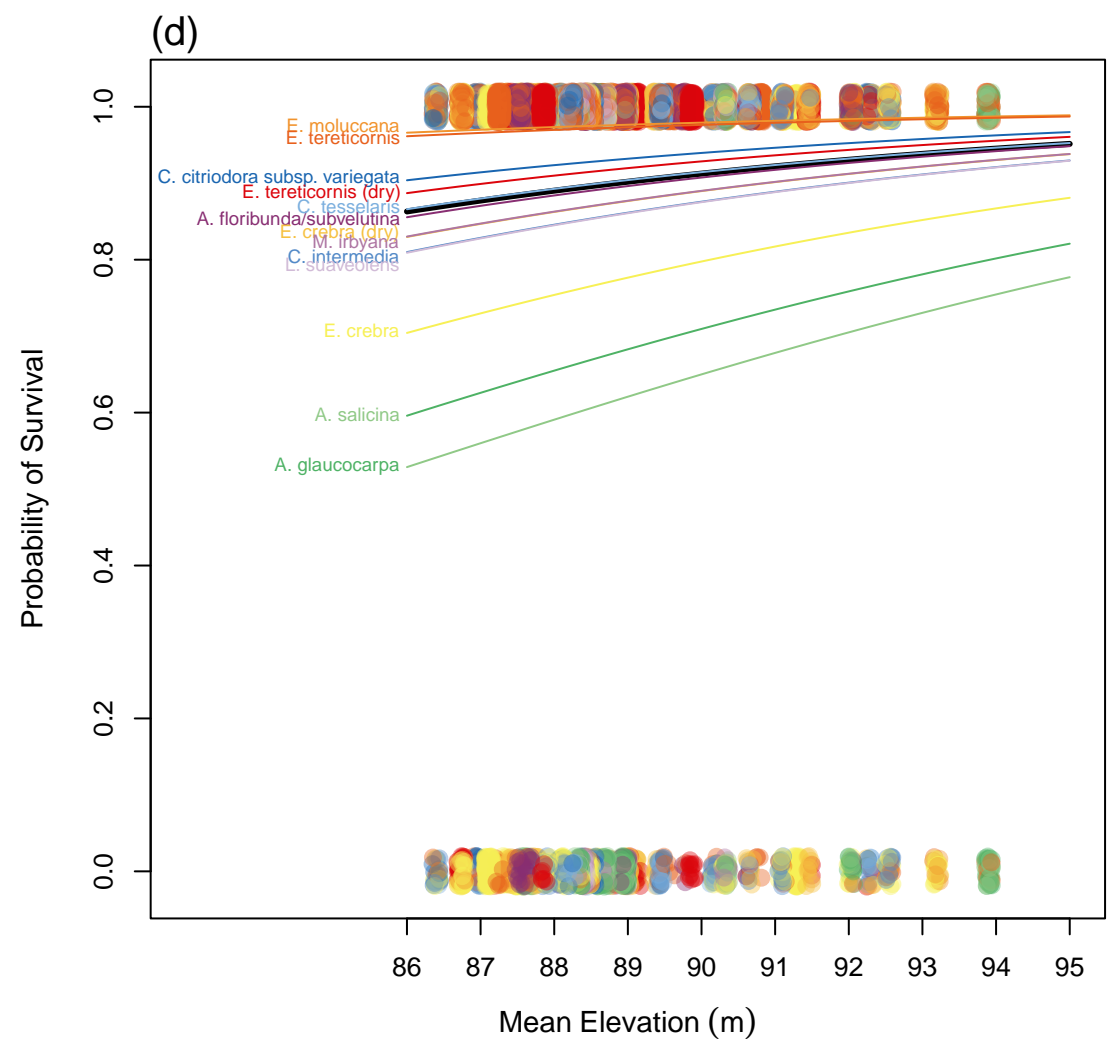 (d)
1.0
0.8
0.6
0.4
0.2
0.0
Probability of Survival
E. moluccana
E. tereticornis
C. citriodora subsp. variegata
E. tereticornis (dry)
C. tesselaris
A. floribunda/subvelutina
E. crebra (dry)
M. irbyana
C. intermedia
L. suaveolens
E. crebra
A. salicina
A. glaucocarpa
86 87 88 89 90 91 92 93 94 95
Mean Elevation (m)